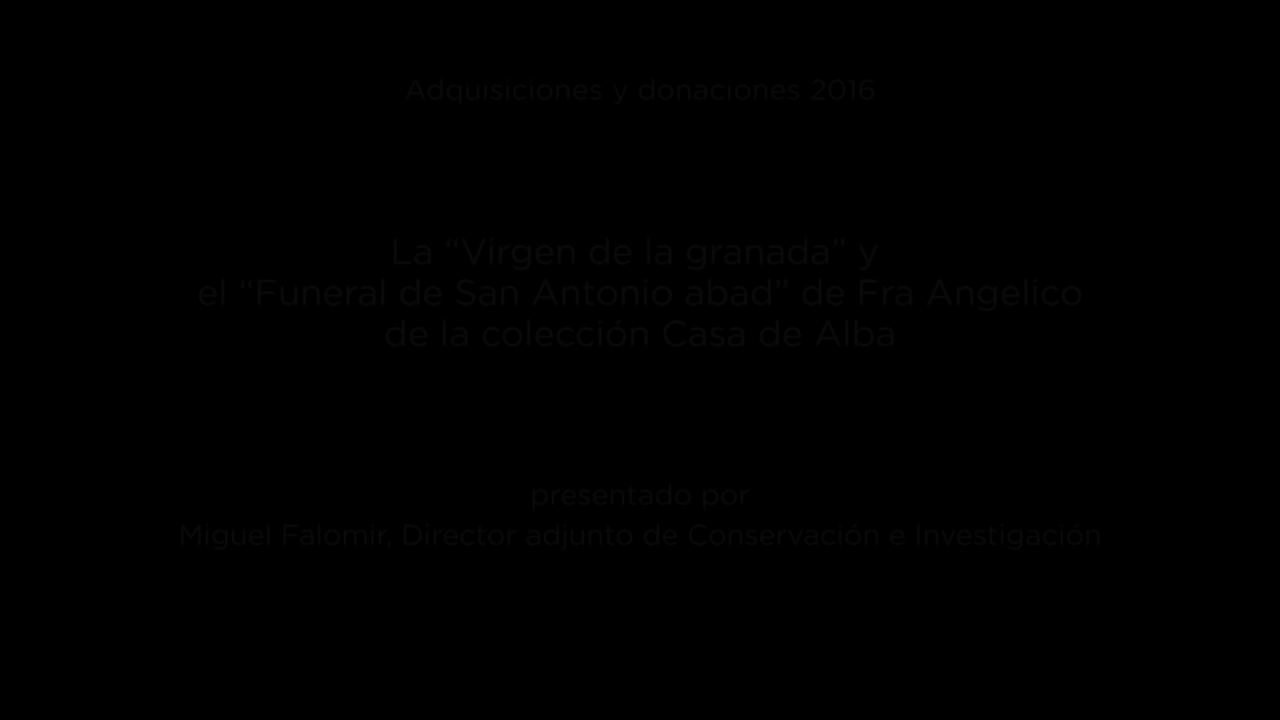 Adquisiciones y donaciones 2016
La “Virgen de la granada” y
el “Funeral de San Antonio abad” de Fra Angelico
de la colección Casa de Alba
presentado por
Miguel Falomir, Director adjunto de Conservación e Investigación